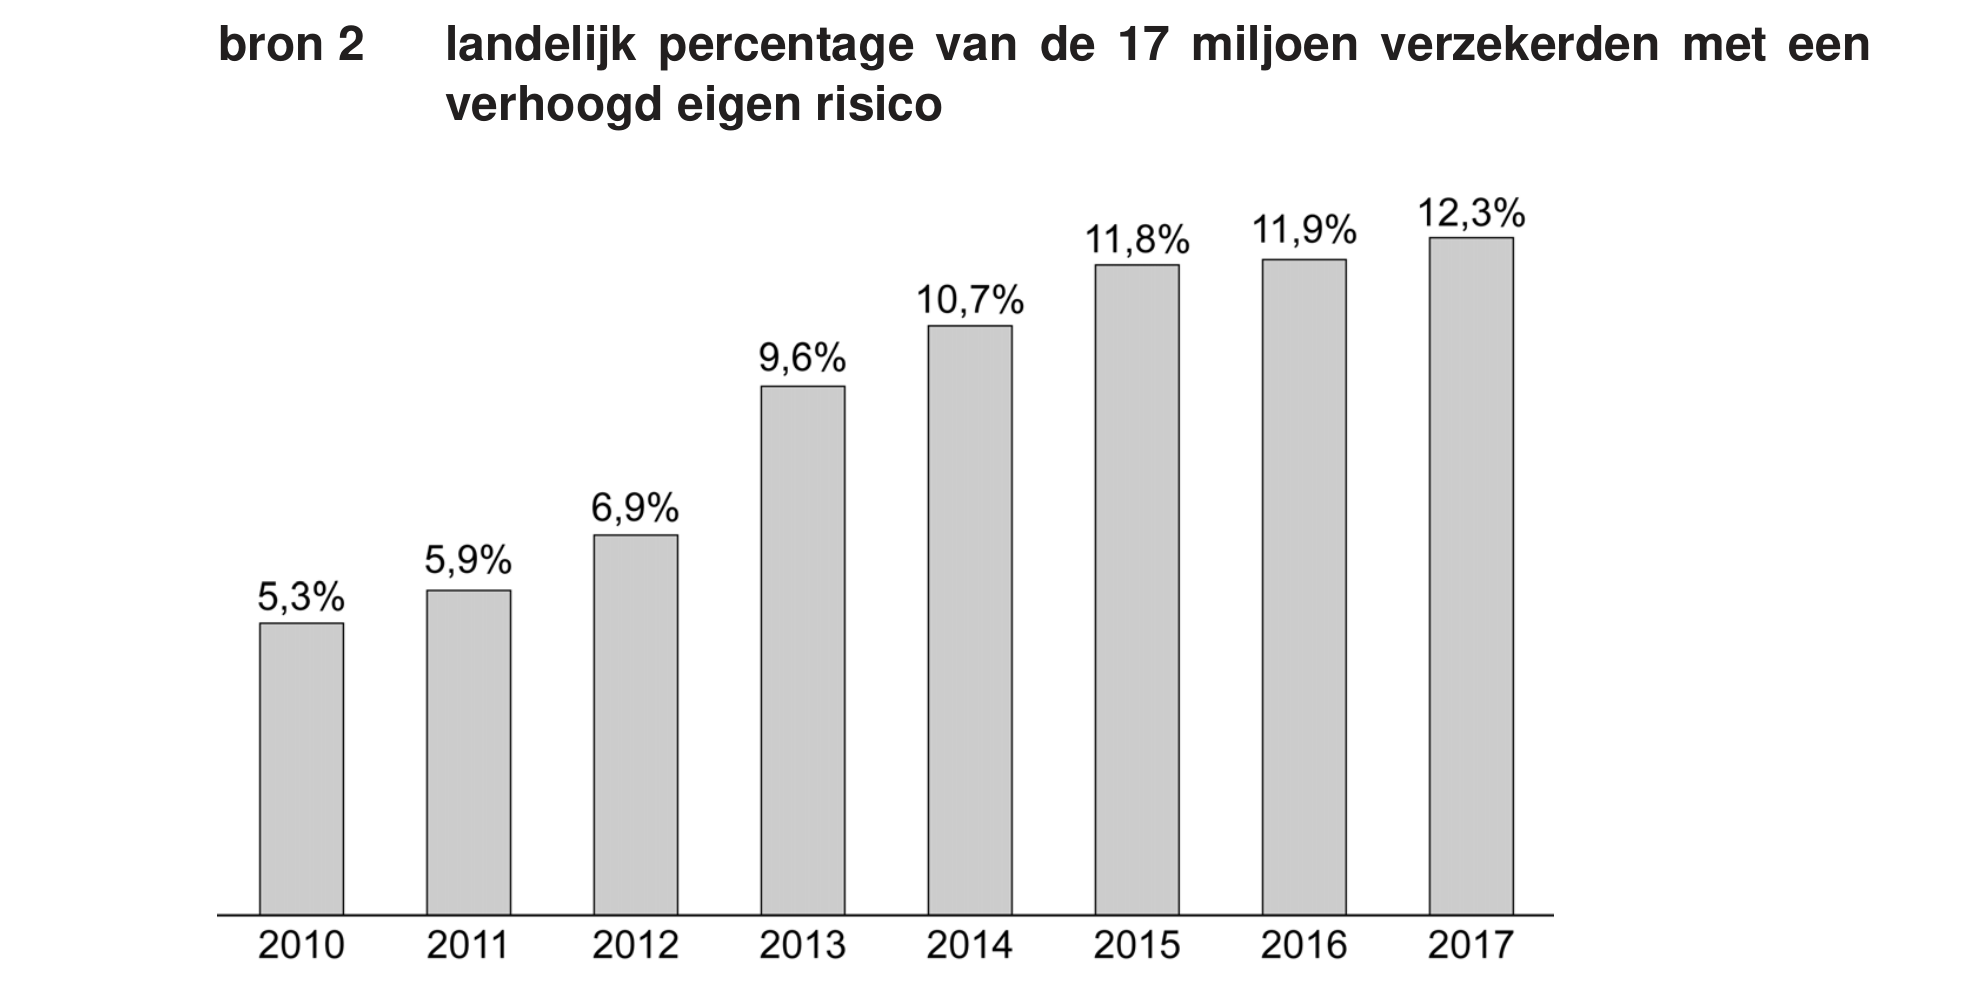 bron 2 landelijk percentage van de 17 miljoen verzekerden met een
verhoogd eigen risico
12,3%
11,9%
11,8%
10,7%
9,6%
6,9%
5,9%
5,3%
2010 2011 2012 2013 2014 2015 2016 2017